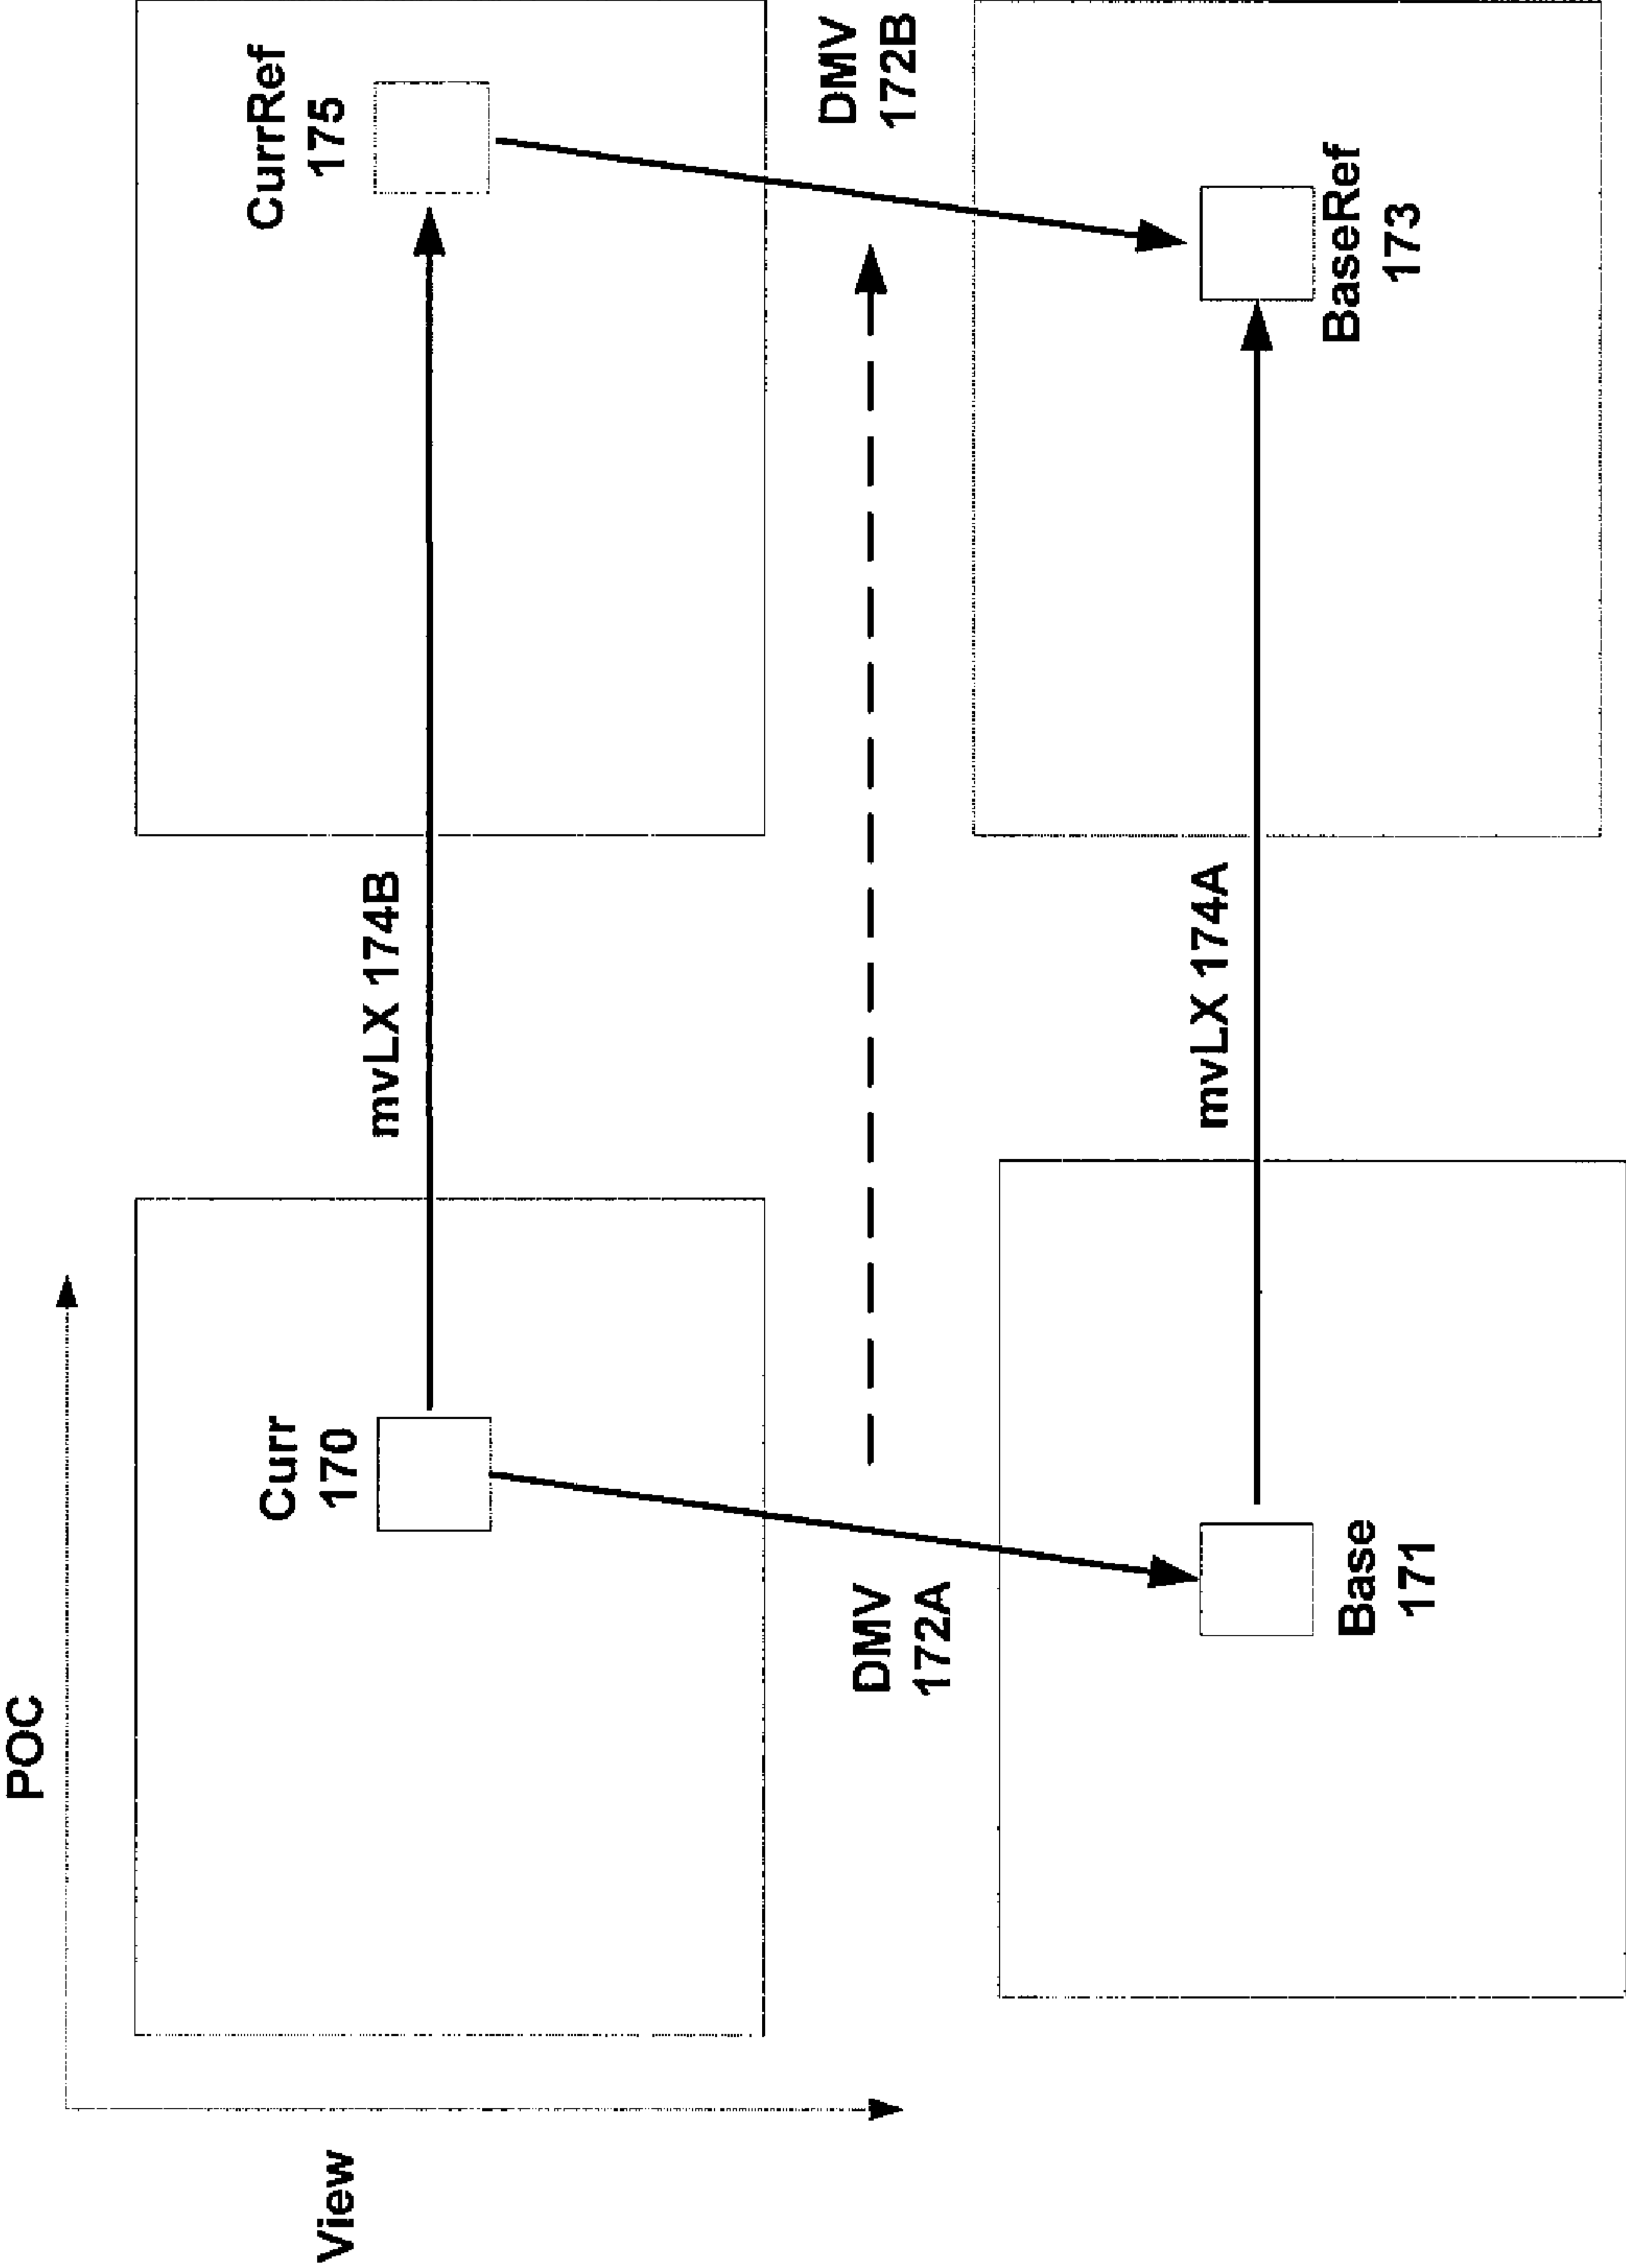 POC
View
Curr
170
mvLX 174B
CurrRef
175
DMV
172A
DMV
172B
Base
171
mvLX 174A
BaseRef
173